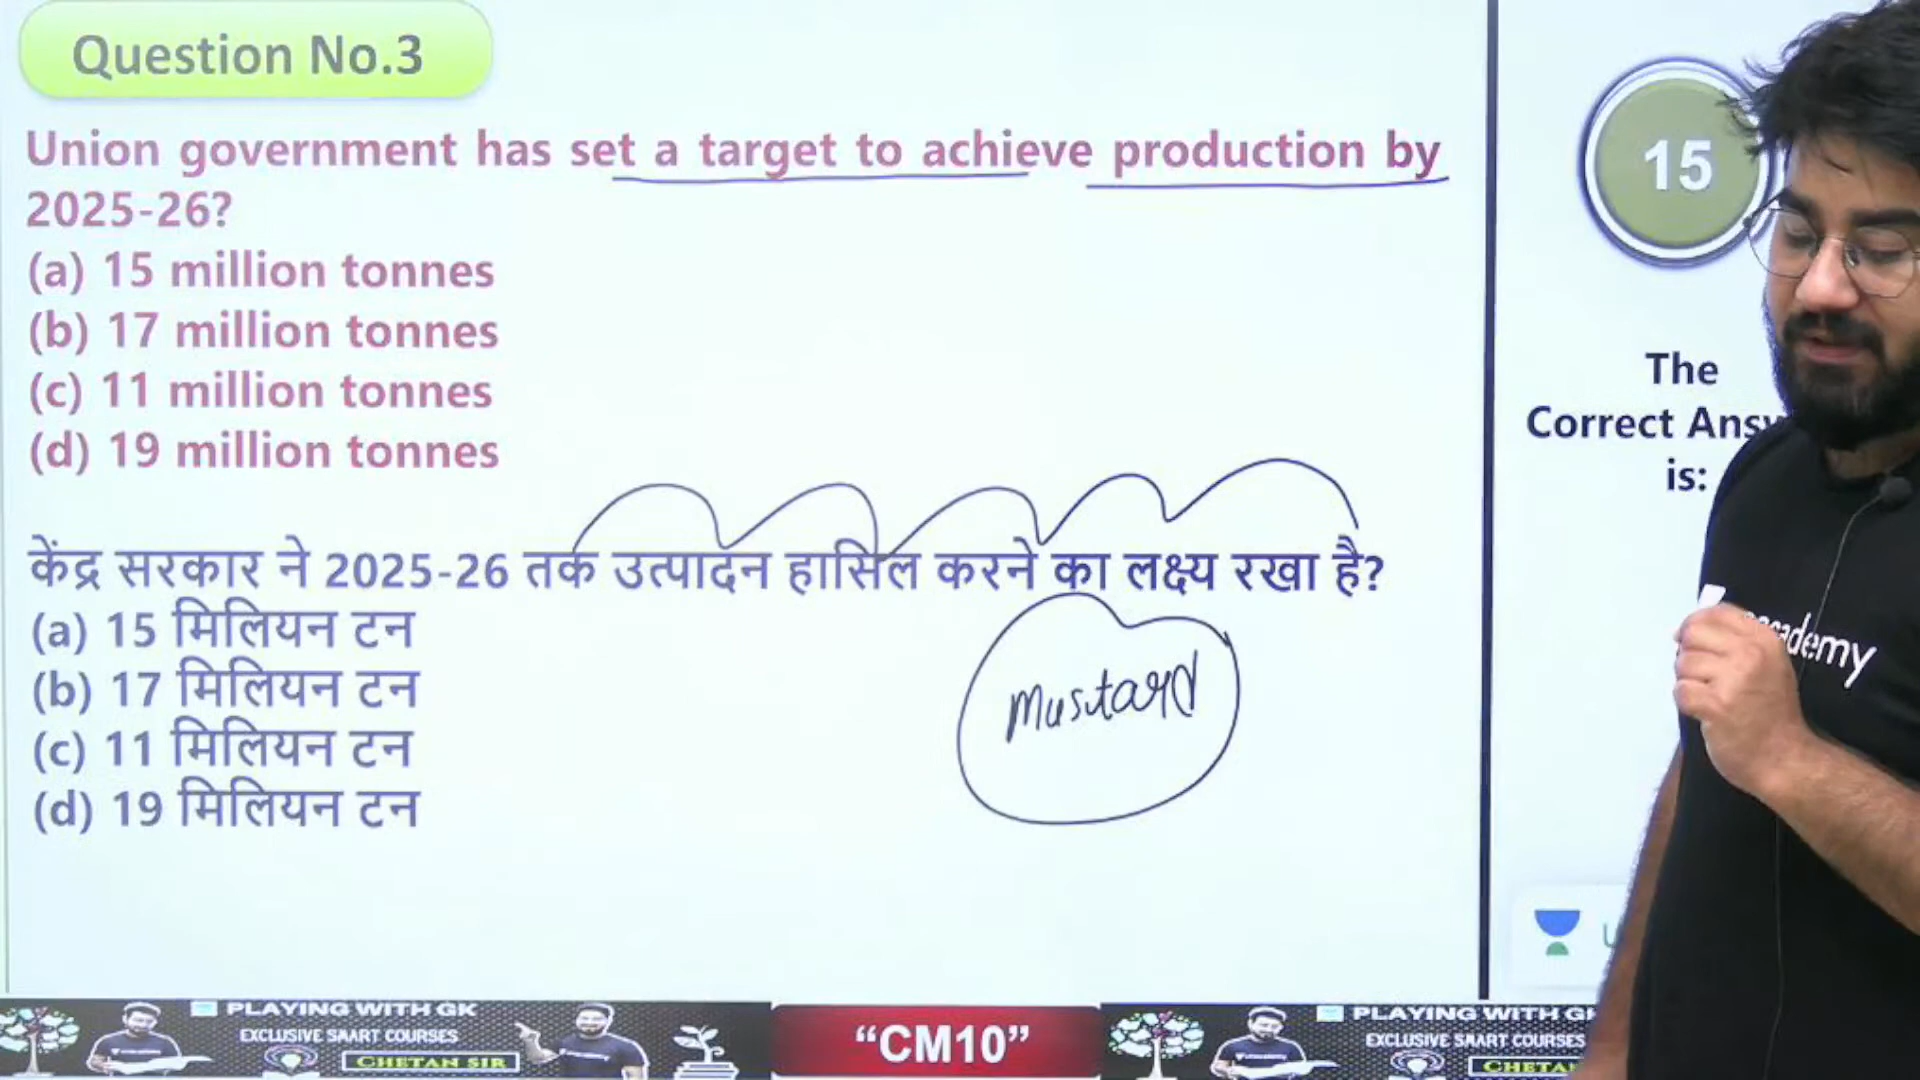 Question No.3
Union government has set a target to achieve production by
2025-26?
(a) 15 million tonnes
(b) 17 million tonnes
(c) 11 million tonnes
(d) 19 million tonnes
केंद्र सरकार ने 2025-26 तक उत्पादन हासिल करने का लक्ष्य रखा है?
(a) 15 मिलियन टन
(b) 17 मिलियन टन
(c) 11 मिलियन टन
(d) 19 मिलियन टन
Mustard
15
The
Correct
is:
PLAYING WITH GK
EXCLUSIVE SMART COURSES
CHETAN SIR
"CM10"
PLAYING WITH
EXCLUSIVE SMART COURSES